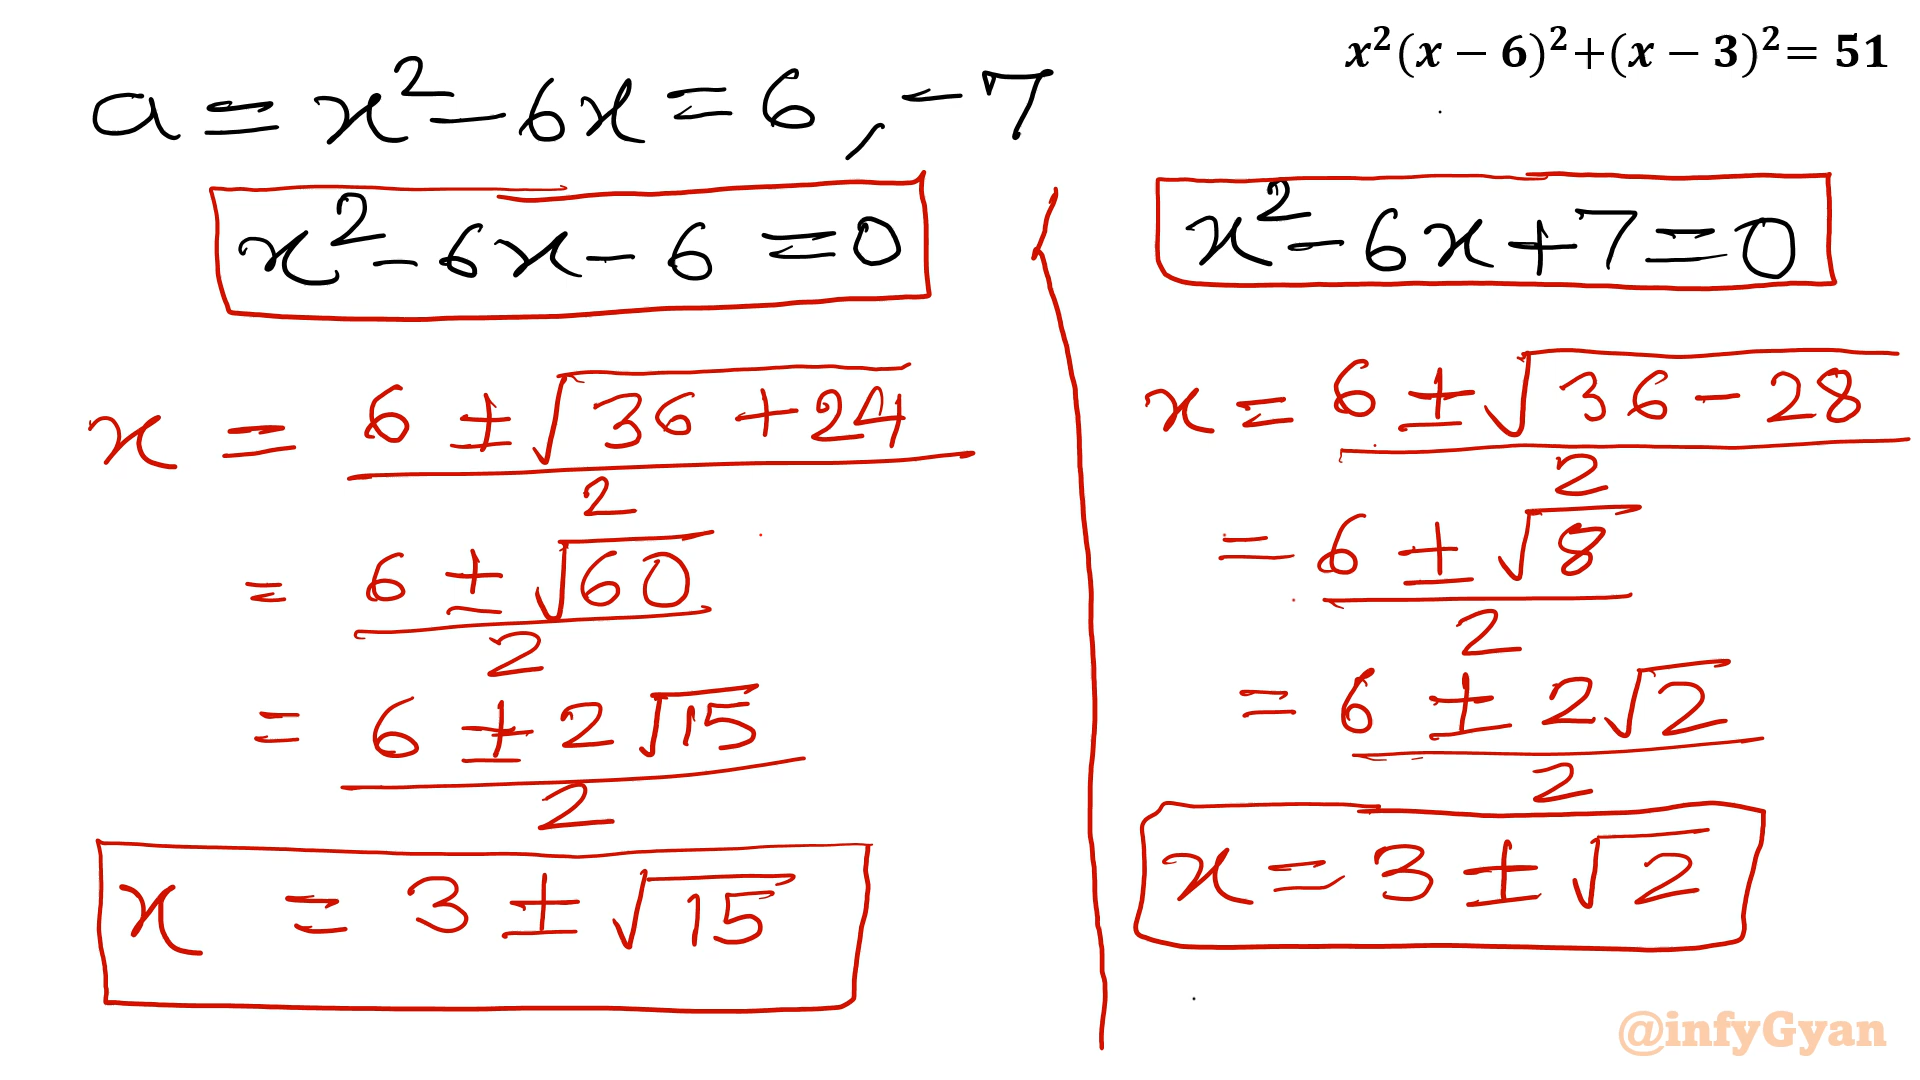 x²(x − 6)²+(x − 3)²= 51
a = x² − 6x = 6, −7
x² − 6x − 6 = 0
x = (6 ± √(36 + 24))/2
= (6 ± √60)/2
= (6 ± 2√15)/2
x = 3 ± √15
x² − 6x + 7 = 0
x = (6 ± √(36 − 28))/2
= (6 ± √8)/2
= (6 ± 2√2)/2
x = 3 ± √2
@infyGyan